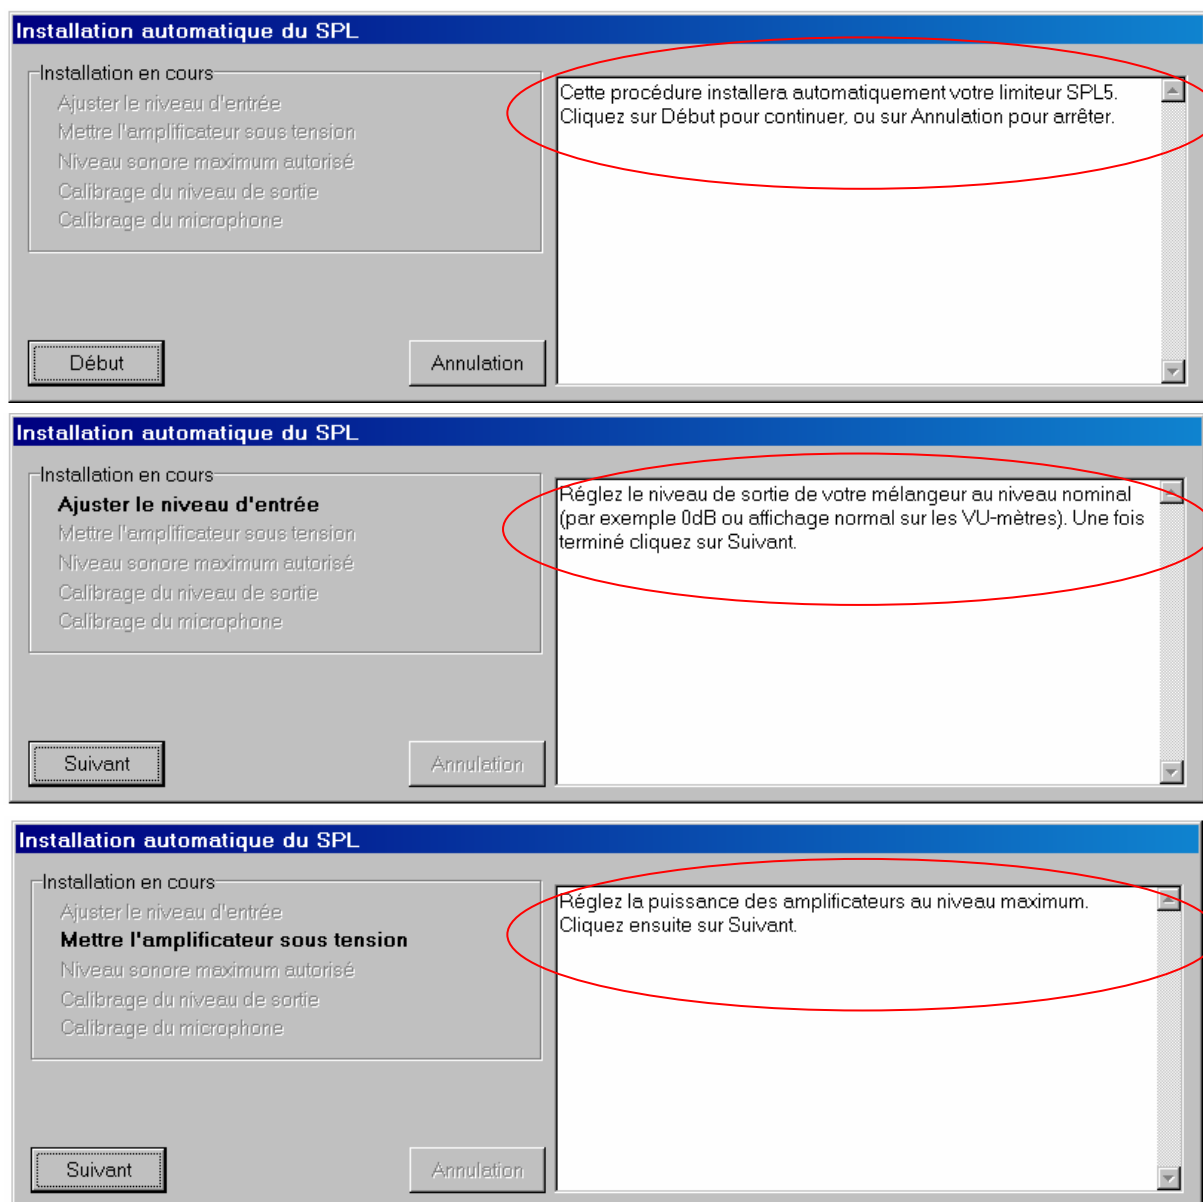 Installation automatique du SPL
Installation en cours
Ajuster le niveau d'entrée
Mettre l'amplificateur sous tension
Niveau sonore maximum autorisé
Calibrage du niveau de sortie
Calibrage du microphone
Cette procédure installera automatiquement votre limiteur SPL5.
Cliquez sur Début pour continuer, ou sur Annulation pour arrêter.
Début
Annulation
Installation automatique du SPL
Installation en cours
Ajuster le niveau d'entrée
Mettre l'amplificateur sous tension
Niveau sonore maximum autorisé
Calibrage du niveau de sortie
Calibrage du microphone
Réglez le niveau de sortie de votre mélangeur au niveau nominal
(par exemple 0dB ou affichage normal sur les VU-mètres). Une fois
terminé cliquez sur Suivant.
Suivant
Annulation
Installation automatique du SPL
Installation en cours
Ajuster le niveau d'entrée
Mettre l'amplificateur sous tension
Niveau sonore maximum autorisé
Calibrage du niveau de sortie
Calibrage du microphone
Réglez la puissance des amplificateurs au niveau maximum.
Cliquez ensuite sur Suivant.
Suivant
Annulation